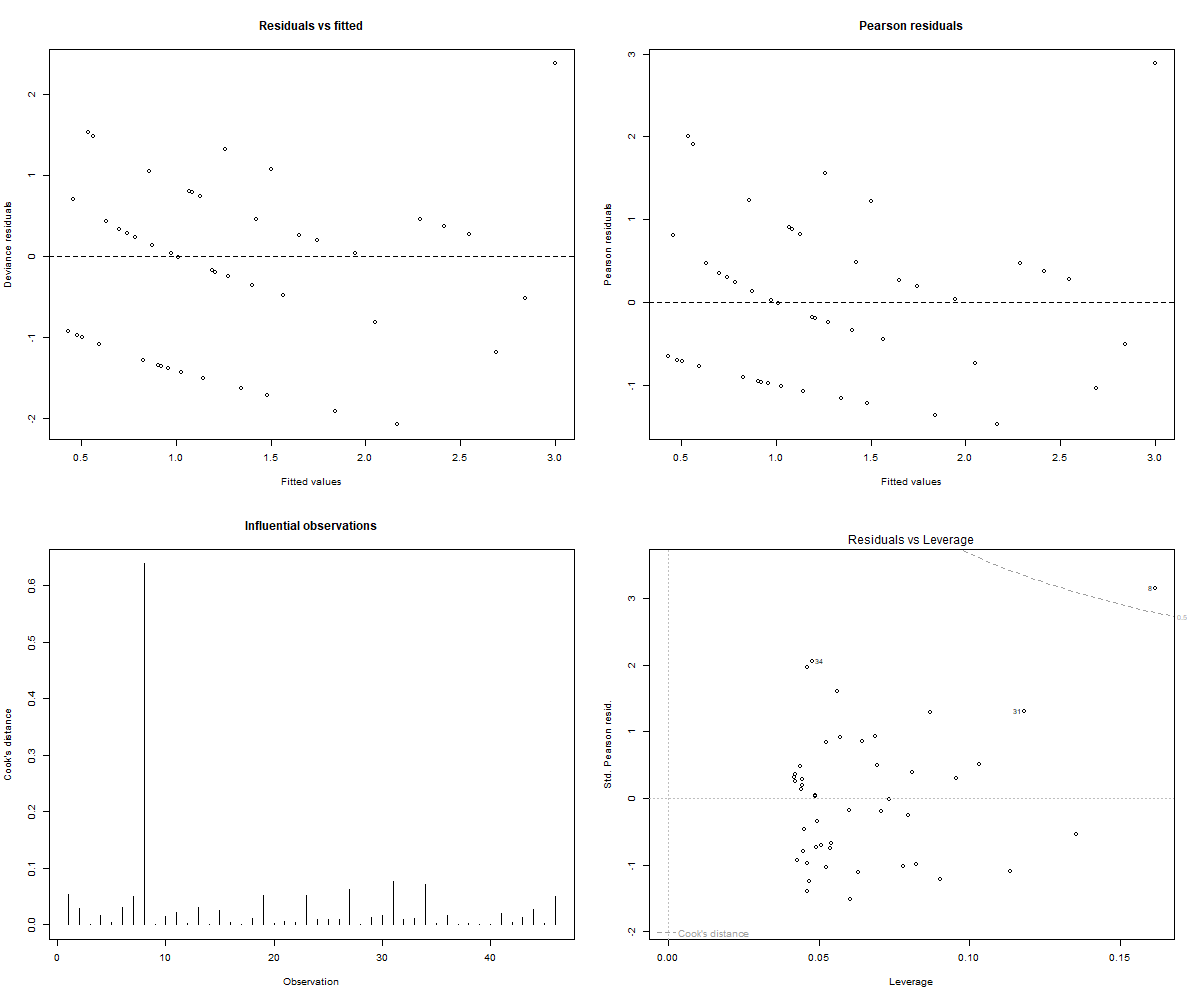 Residuals vs fitted
Deviance residuals
2
1
0
-1
-2
0.5 1.0 1.5 2.0 2.5 3.0
Fitted values
Pearson residuals
Pearson residuals
3
2
1
0
-1
0.5 1.0 1.5 2.0 2.5 3.0
Fitted values
Influential observations
Cook's distance
0.6
0.5
0.4
0.3
0.2
0.1
0.0
0 10 20 30 40
Observation
Residuals vs Leverage
Std. Pearson resid.
3
2
1
0
-1
-2
8
0.5
34
31
Cook's distance
0.00 0.05 0.10 0.15
Leverage